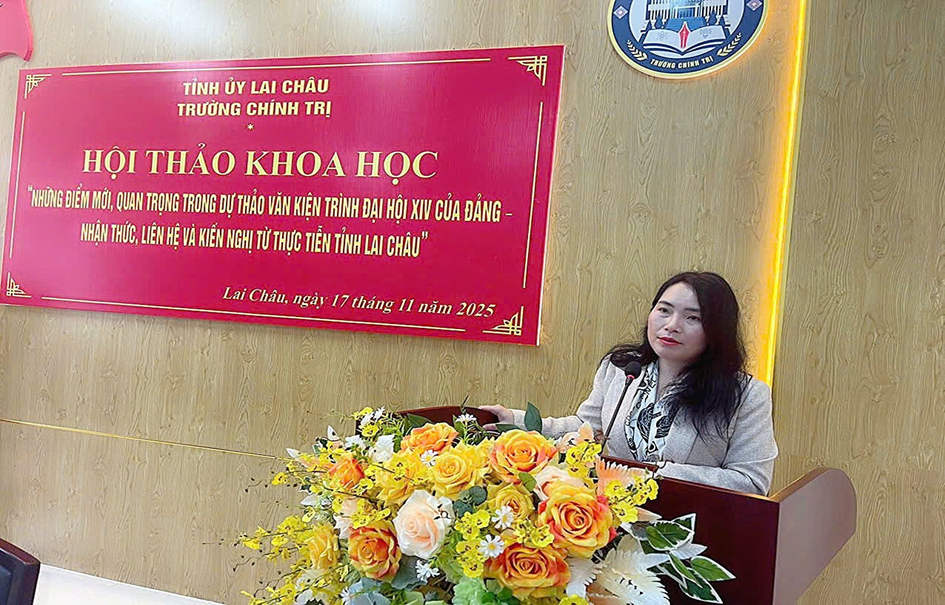 TỈNH ỦY LAI CHÂU
TRƯỜNG CHÍNH TRỊ
*
HỘI THẢO KHOA HỌC
"NHỮNG ĐIỂM MỚI, QUAN TRỌNG TRONG DỰ THẢO VĂN KIỆN TRÌNH ĐẠI HỘI XIV CỦA ĐẢNG -
NHẬN THỨC, LIÊN HỆ VÀ KIẾN NGHỊ TỪ THỰC TIỄN TỈNH LAI CHÂU"
Lai Châu, ngày 17 tháng 11 năm 2025
TRƯỜNG CHÍNH TRỊ